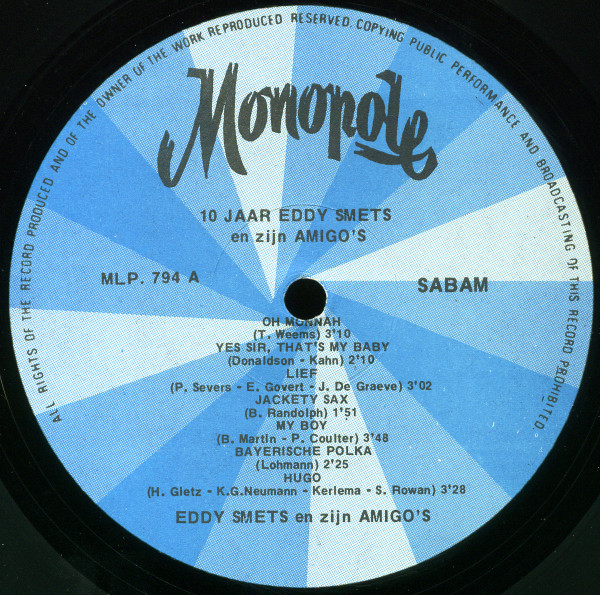 ALL RIGHTS OF THE RECORD PRODUCED AND OF THE OWNER OF THE WORK REPRODUCED RESERVED. COPYING PUBLIC PERFORMANCE AND BROADCASTING OF THIS RECORD PROHIBITED
Monopole
10 JAAR EDDY SMETS
en zijn AMIGO'S
MLP. 794 A
SABAM
OH MONNAH
(T. Weems) 3'10
YES SIR, THAT'S MY BABY
(Donaldson - Kahn) 2'10
LIEF
(P. Severs - E. Govert - J. De Graeve) 3'02
JACKETY SAX
(B. Randolph) 1'51
MY BOY
(B. Martin - P. Coulter) 3'48
BAYERISCHE POLKA
(Lohmann) 2'25
HUGO
(H. Gietz - K.G.Neumann - Kerlema - S. Rowan) 3'28
EDDY SMETS en zijn AMIGO'S